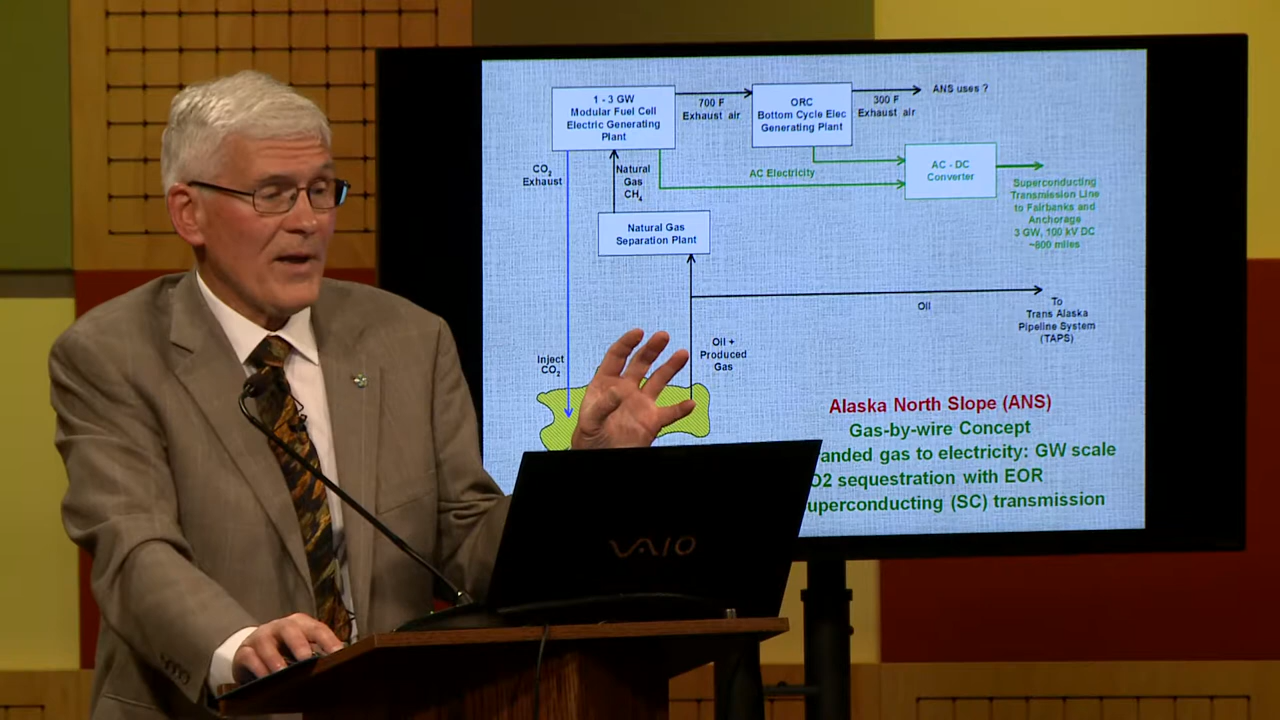 1 - 3 GW
Modular Fuel Cell
Electric Generating
Plant
700 F
Exhaust air
ORC
Bottom Cycle Elec
Generating Plant
300 F
Exhaust air
ANS uses ?
CO2
Exhaust
Natural
Gas
CH4
AC Electricity
AC - DC
Converter
Superconducting
Transmission Line
to Fairbanks and
Anchorage
3 GW, 100 kV DC
~800 miles
Natural Gas
Separation Plant
Oil
To
Trans Alaska
Pipeline System
(TAPS)
Oil +
Produced
Gas
Inject
CO2
Alaska North Slope (ANS)
Gas-by-wire Concept
anded gas to electricity: GW scale
O2 sequestration with EOR
uperconducting (SC) transmission
VAIO